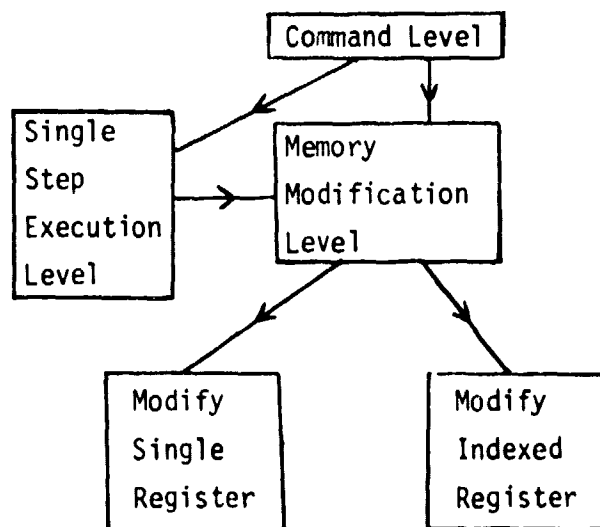 Command Level
Single
Step
Execution
Level
Memory
Modification
Level
Modify
Single
Register
Modify
Indexed
Register